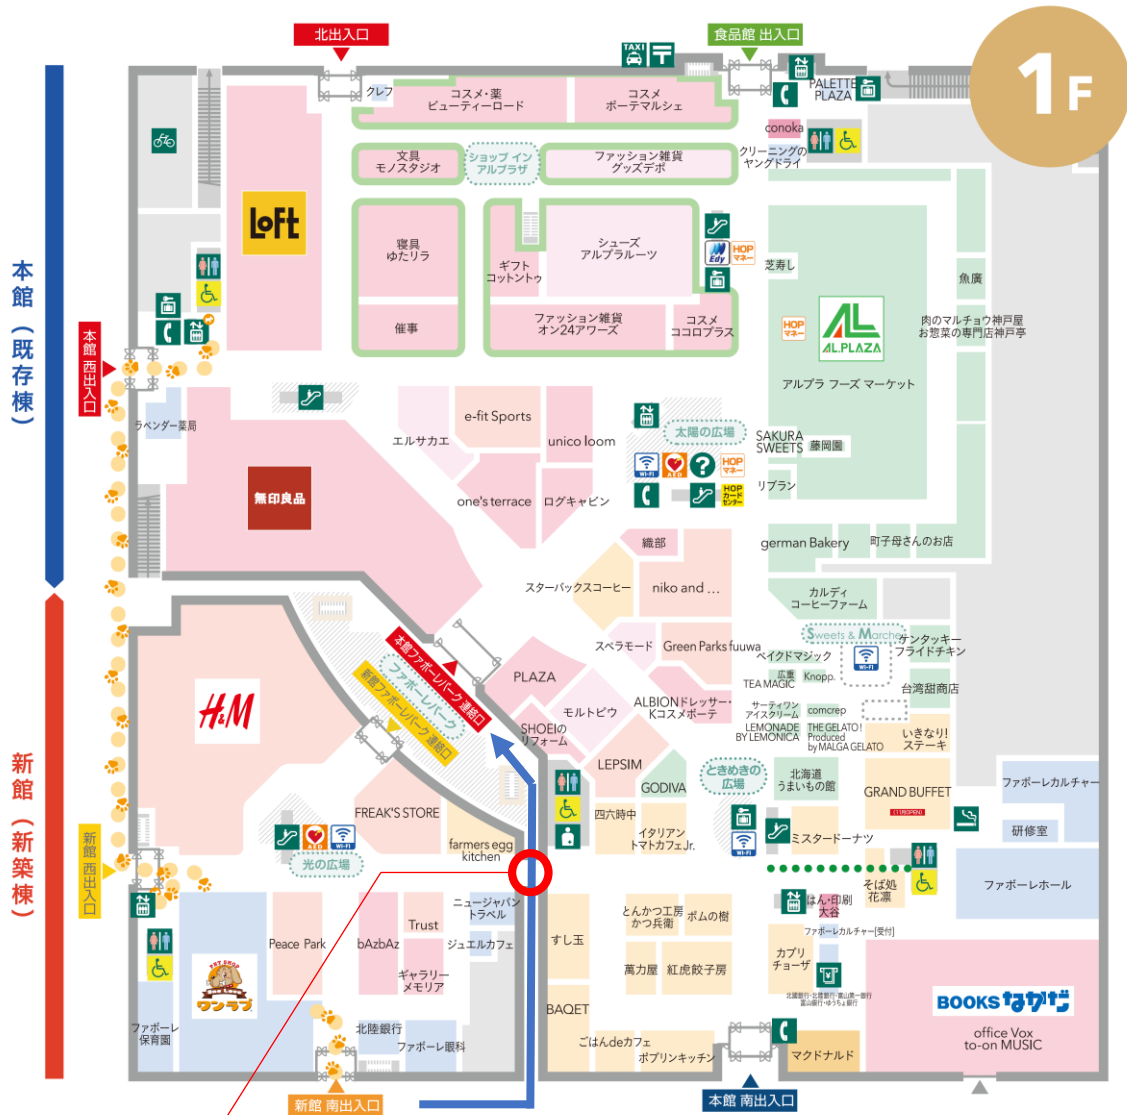 1F
北出入口
食品館 出入口
TAXI
PALETTE
PLAZA
クレフ
コスメ・薬
ビューティーロード
コスメ
ボーテマルシェ
conoka
クリーニングの
ヤングドライ
文具
モノスタジオ
ショップ イン
アルプラザ
ファッション雑貨
グッズデポ
LOFT
寝具
ゆたリラ
ギフト
コットントゥ
シューズ
アルプラルーツ
Edy
HOP
マネー
芝寿し
魚廣
催事
ファッション雑貨
オン24アワーズ
コスメ
ココロプラス
HOP
マネー
AL
AL.PLAZA
肉のマルチョウ神戸屋
お惣菜の専門店神戸亭
アルプラ フーズ マーケット
本館(既存棟)
本館 西出入口
ラベンダー薬局
エルサカエ
e-fit Sports
unico loom
太陽の広場
SAKURA
SWEETS
藤岡園
WI-FI
AED
?
HOP
マネー
HOP
カード
センター
リブラン
無印良品
one's terrace
ログキャビン
織部
german Bakery
町子母さんのお店
スターバックスコーヒー
niko and ...
カルディ
コーヒーファーム
Sweets & Marche
スペラモード
Green Parks fuuwa
ベイクドマジック
WI-FI
ケンタッキー
フライドチキン
広重
TEA MAGIC
Knopp.
台湾甜商店
本館ファボーレパーク 連絡口
ファボーレパーク
新館ファボーレパーク 連絡口
PLAZA
モルトピウ
ALBIONドレッサー・
Kコスメボーテ
サーティワン
アイスクリーム
comcrep
LEMONADE
BY LEMONICA
THE GELATO!
Produced
by MALGA GELATO
いきなり!
ステーキ
H&M
SHOEIの
リフォーム
LEPSIM
GODIVA
ときめきの
広場
北海道
うまいもの館
GRAND BUFFET
ファボーレカルチャー
研修室
新館(新築棟)
新館 西出入口
FREAK'S STORE
AED
WI-FI
光の広場
farmers egg
kitchen
四六時中
イタリアン
トマトカフェJr.
WI-FI
ミスタードーナツ
そば処
花凛
ファボーレホール
ニュージャパン
トラベル
Peace Park
bAzbAz
Trust
ジュエルカフェ
ギャラリー
メモリア
すし玉
とんかつ工房
かつ兵衛
ポムの樹
はん・印刷
大谷
ファボーレカルチャー[受付]
萬力屋
紅虎餃子房
カプリ
チョーザ
PET SHOP
ワンラブ
BAQET
BOOKS なかだ
office Vox
to-on MUSIC
ファボーレ
保育園
北陸銀行
ファボーレ眼科
ごはんdeカフェ
ポプリンキッチン
マクドナルド
新館 南出入口
本館 南出入口